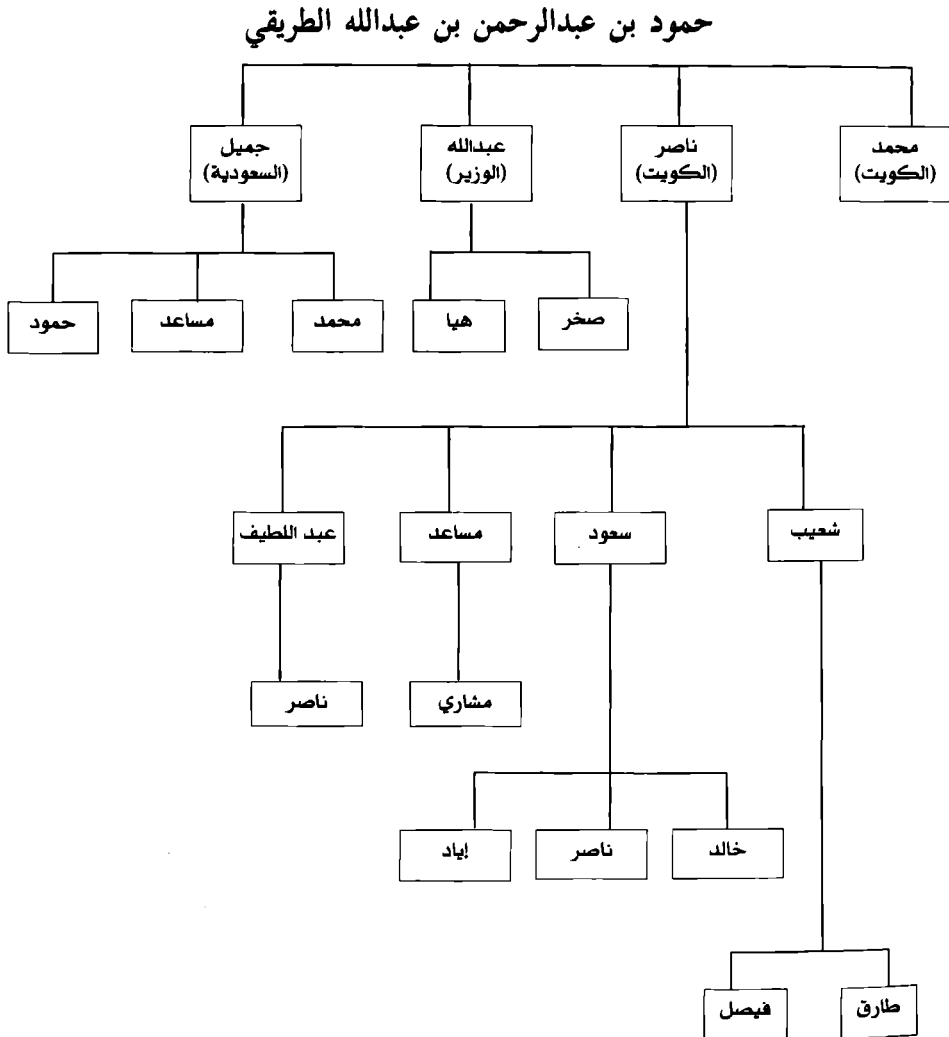 حمود بن عبدالرحمن بن عبدالله الطريقي
محمد
(الكويت)
ناصر
(الكويت)
عبدالله
(الوزير)
جميل
(السعودية)
صخر
هيا
محمد
مساعد
حمود
شعيب
سعود
مساعد
عبد اللطيف
مشاري
ناصر
خالد
ناصر
إياد
طارق
فيصل